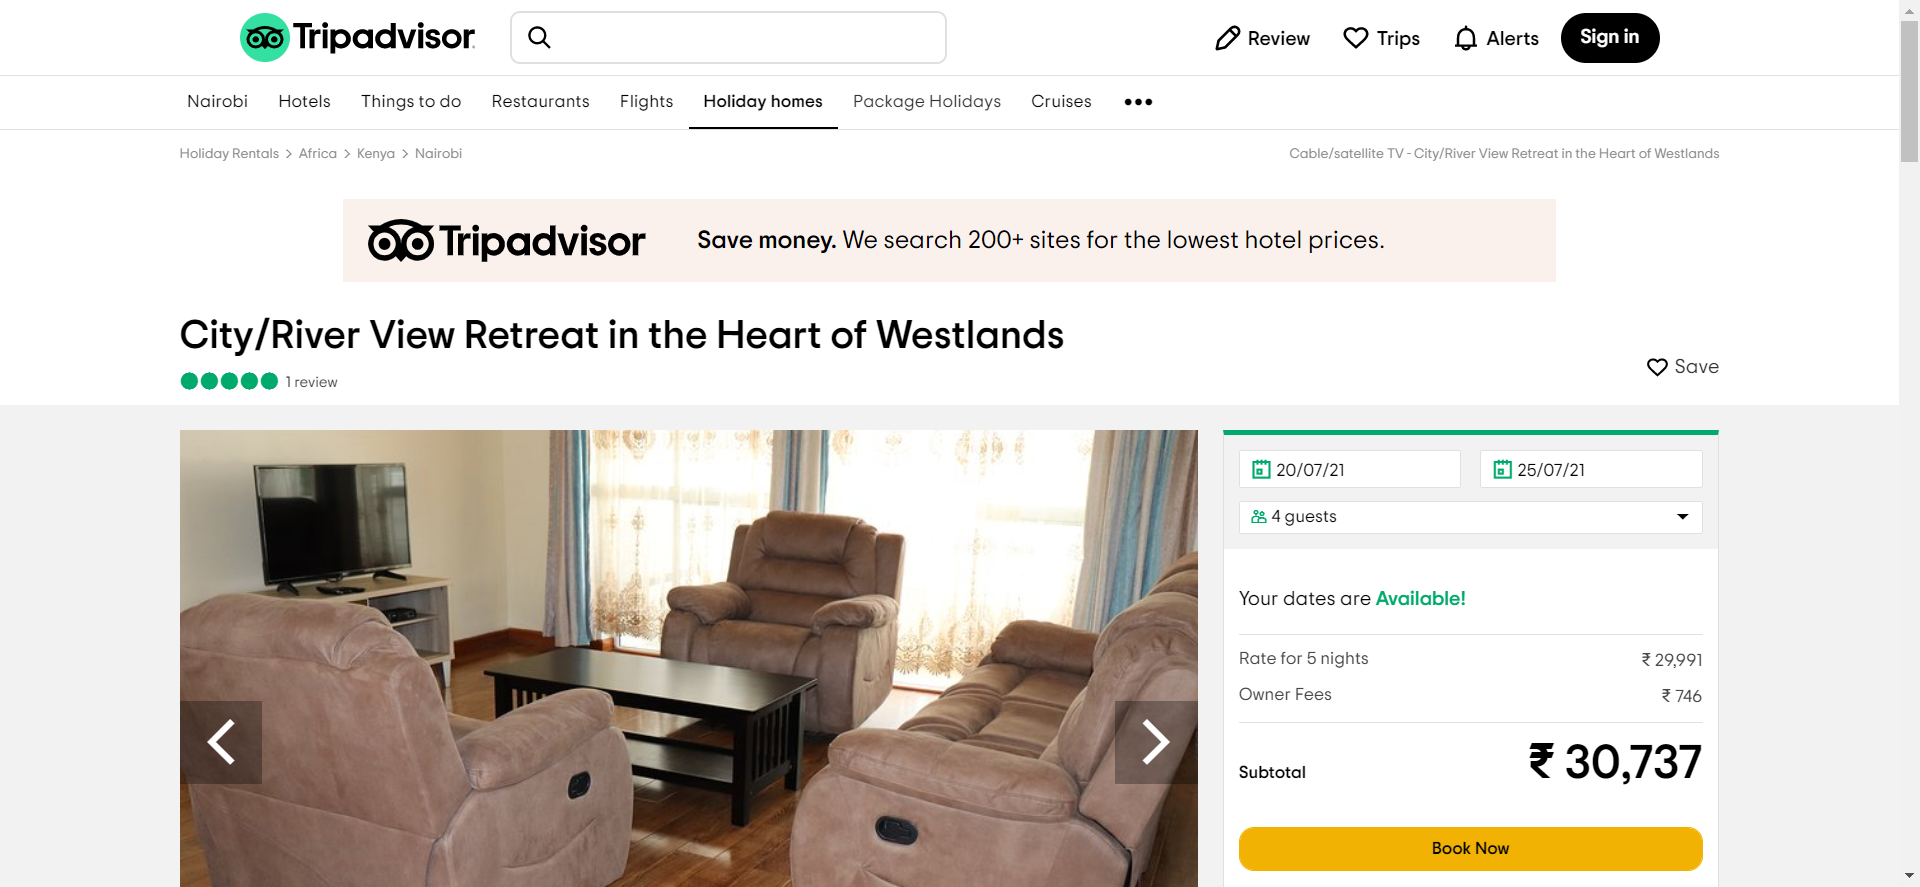 Tripadvisor
Review
Trips
Alerts
Sign in
Nairobi
Hotels
Things to do
Restaurants
Flights
Holiday homes
Package Holidays
Cruises
Holiday Rentals > Africa > Kenya > Nairobi
Cable/satellite TV - City/River View Retreat in the Heart of Westlands
Tripadvisor
Save money. We search 200+ sites for the lowest hotel prices.
City/River View Retreat in the Heart of Westlands
1 review
Save
20/07/21
25/07/21
4 guests
Your dates are Available!
Rate for 5 nights
₹ 29,991
Owner Fees
₹ 746
Subtotal
₹ 30,737
Book Now